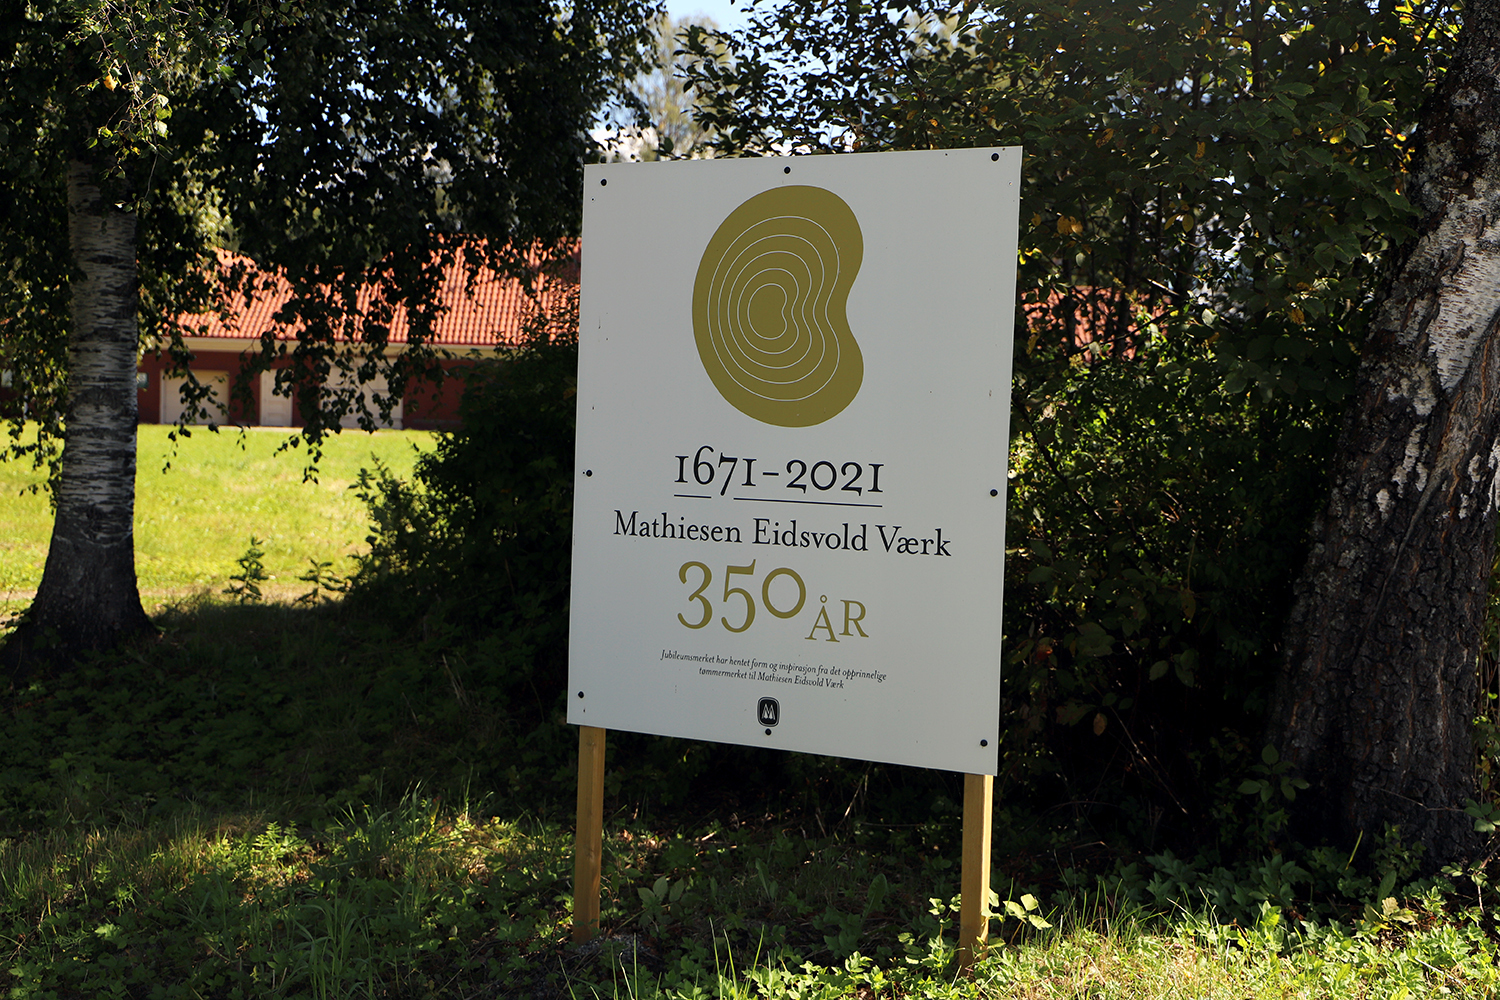 1671–2021
Mathiesen Eidsvold Værk
350 ÅR
Jubileumsmerket har hentet form og inspirasjon fra det opprinnelige
tømmermerket til Mathiesen Eidsvold Værk